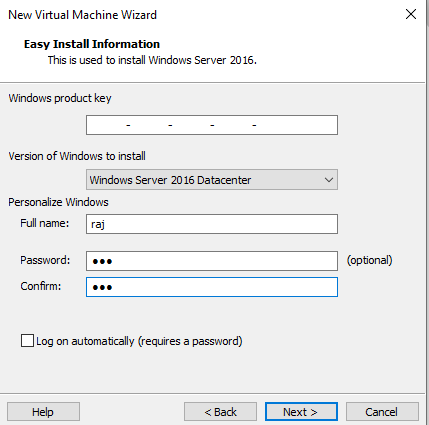 New Virtual Machine Wizard
Easy Install Information
This is used to install Windows Server 2016.
Windows product key
- - - -
Version of Windows to install
Windows Server 2016 Datacenter
Personalize Windows
Full name: raj
Password: ●●● (optional)
Confirm: ●●●
Log on automatically (requires a password)
Help < Back Next > Cancel